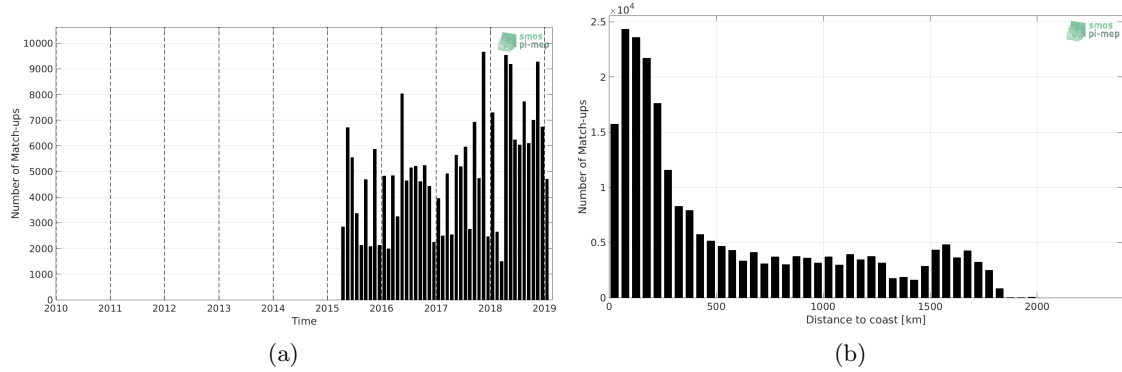 10000
9000
8000
7000
6000
5000
4000
3000
2000
1000
0
Number of Match-ups
2010 2011 2012 2013 2014 2015 2016 2017 2018 2019
Time
smos
pi-mep
(a)
×10⁴
2.5
2
1.5
1
0.5
0
Number of Match-ups
0 500 1000 1500 2000
Distance to coast [km]
smos
pi-mep
(b)